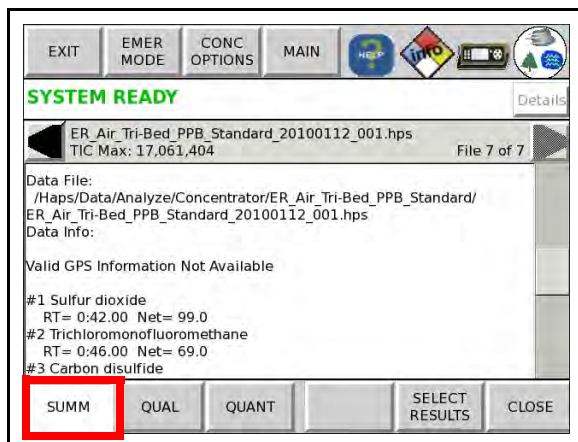 EXIT
EMER
MODE
CONC
OPTIONS
MAIN
HELP
info
SYSTEM READY
Details
ER_Air_Tri-Bed_PPB_Standard_20100112_001.hps
TIC Max: 17,061,404
File 7 of 7
Data File:
/Haps/Data/Analyze/Concentrator/ER_Air_Tri-Bed_PPB_Standard/
ER_Air_Tri-Bed_PPB_Standard_20100112_001.hps
Data Info:
Valid GPS Information Not Available
#1 Sulfur dioxide
RT= 0:42.00 Net= 99.0
#2 Trichloromonofluoromethane
RT= 0:46.00 Net= 69.0
#3 Carbon disulfide
SUMM
QUAL
QUANT
SELECT
RESULTS
CLOSE